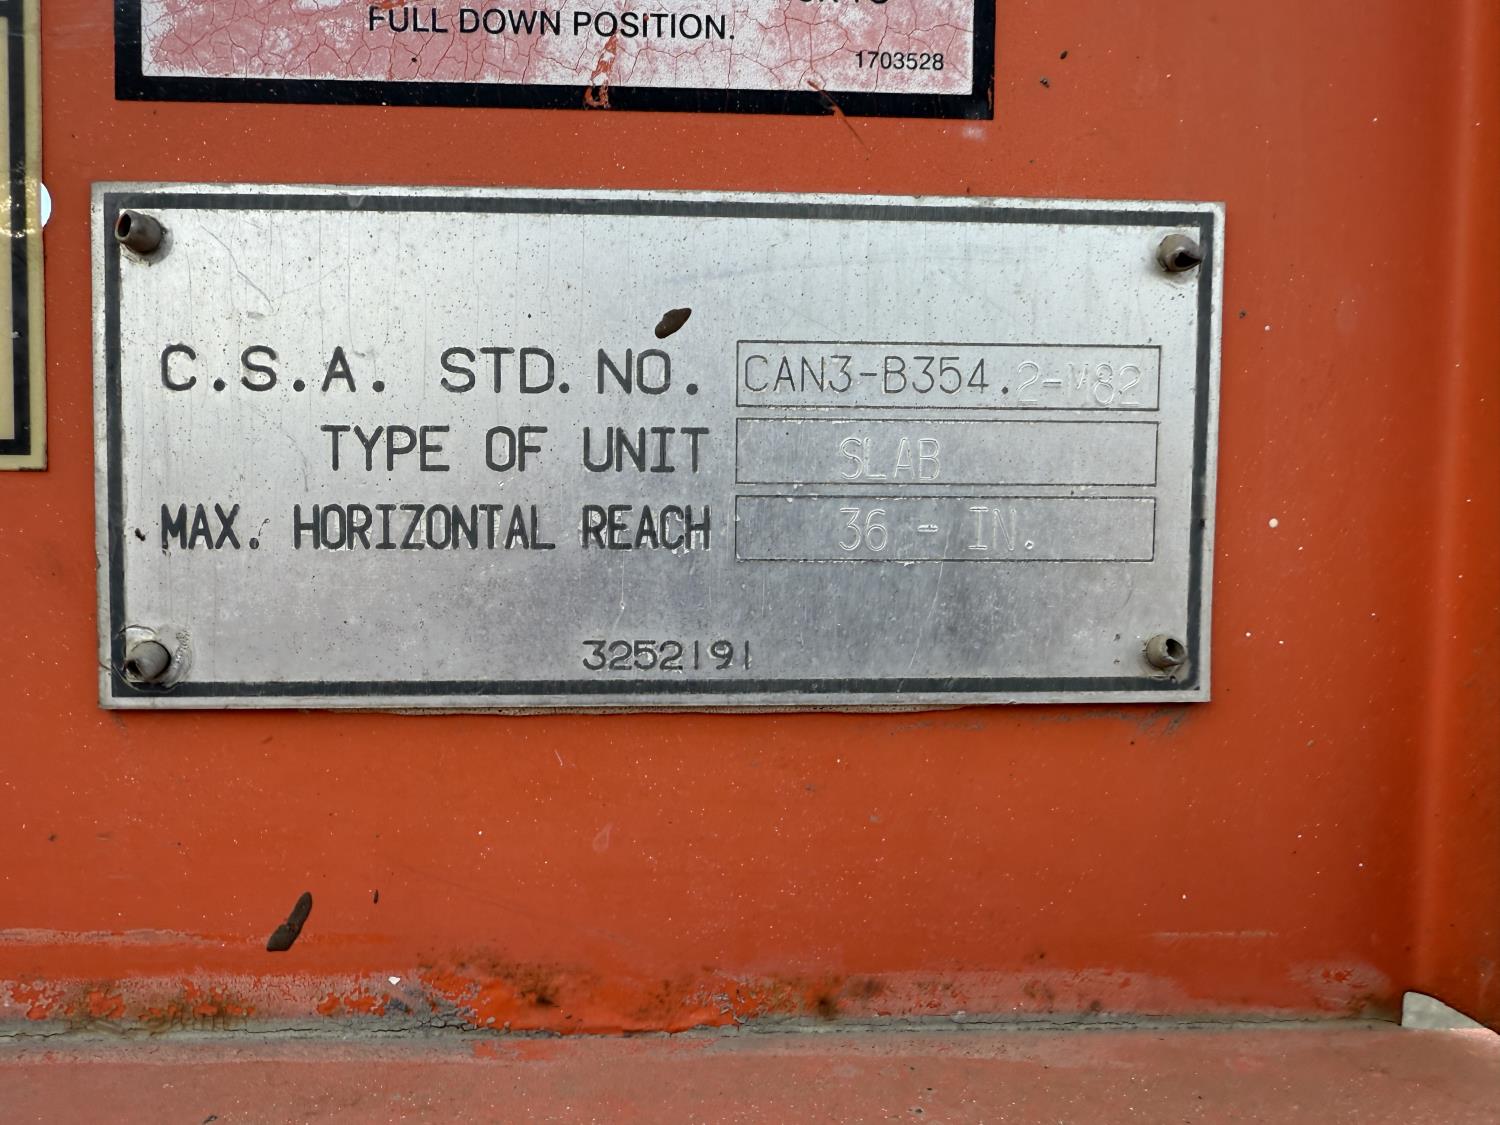 FULL DOWN POSITION.
1703528
C.S.A. STD. NO. CAN3-B354.2-M82
TYPE OF UNIT SLAB
MAX. HORIZONTAL REACH 36 - IN.
3252191